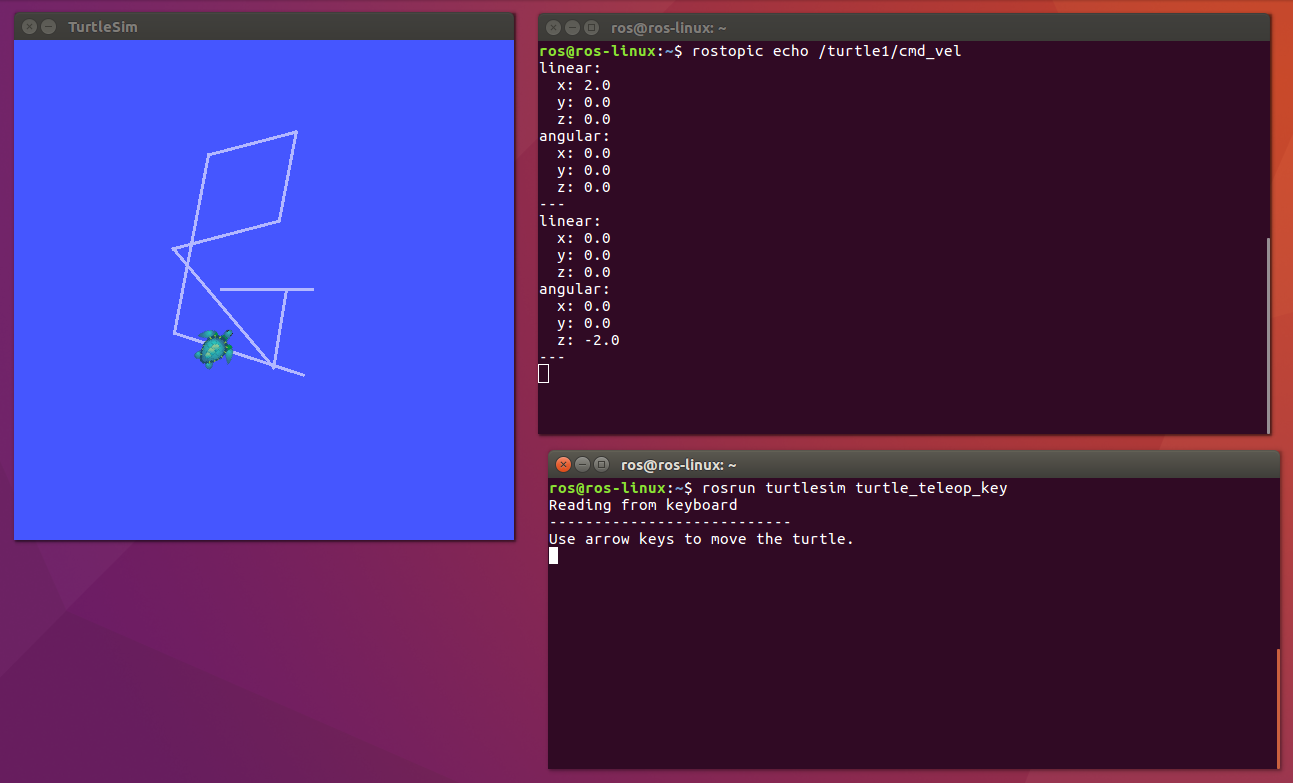 TurtleSim
ros@ros-linux: ~
ros@ros-linux:~$ rostopic echo /turtle1/cmd_vel
linear:
  x: 2.0
  y: 0.0
  z: 0.0
angular:
  x: 0.0
  y: 0.0
  z: 0.0
---
linear:
  x: 0.0
  y: 0.0
  z: 0.0
angular:
  x: 0.0
  y: 0.0
  z: -2.0
---
ros@ros-linux: ~
ros@ros-linux:~$ rosrun turtlesim turtle_teleop_key
Reading from keyboard
---------------------------
Use arrow keys to move the turtle.